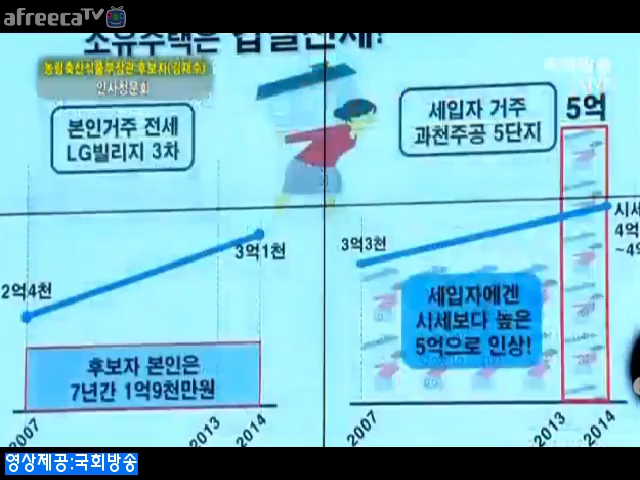 afreecaTV
소유주택은
농림축산식품부장관 후보자(김재수)
인사청문회
본인거주 전세
LG빌리지 3차
세입자 거주
과천주공 5단지
5억
시세
4억
~4억
3억3천
3억1천
2억4천
세입자에겐
시세보다 높은
5억으로 인상!
후보자 본인은
7년간 1억9천만원
2007
2013
2014
2007
2013
2014
영상제공:국회방송